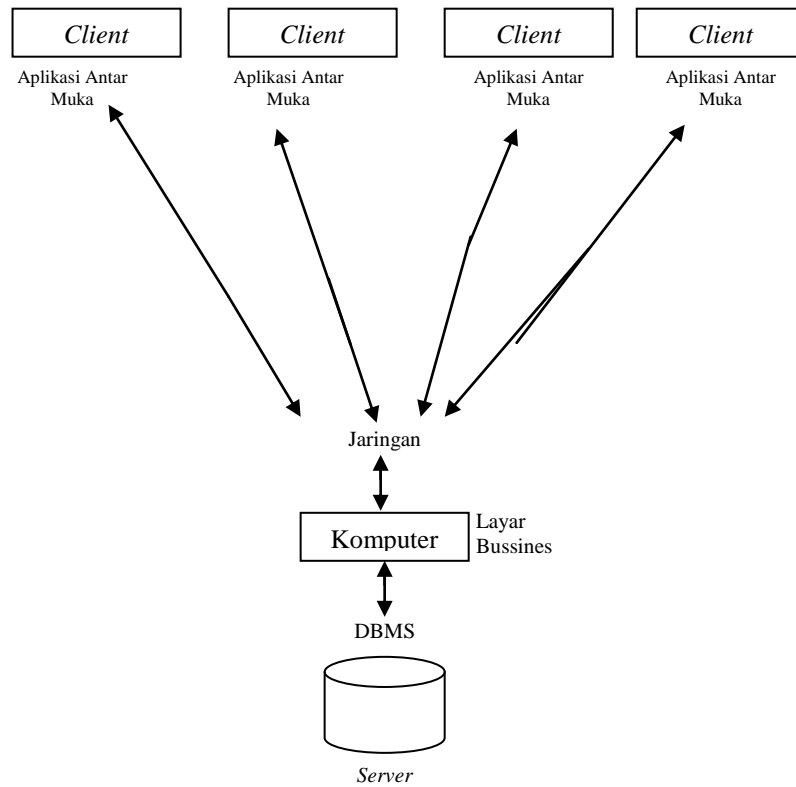 Client
Client
Client
Client
Aplikasi Antar
Muka
Aplikasi Antar
Muka
Aplikasi Antar
Muka
Aplikasi Antar
Muka
Jaringan
Komputer
Layar
Bussines
DBMS
Server